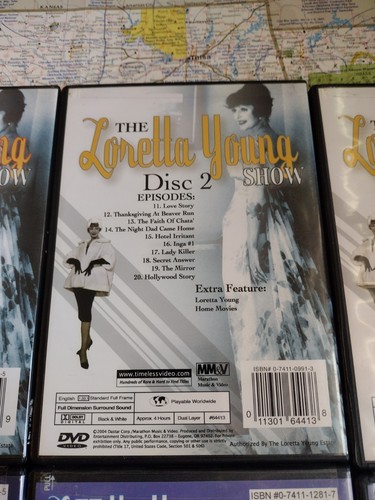 THE
Loretta Young
SHOW
Disc 2
EPISODES:
11. Love Story
12. Thanksgiving At Beaver Run
13. The Faith Of Chata'
14. The Night Dad Came Home
15. Hotel Irritant
16. Inga #1
17. Lady Killer
18. Secret Answer
19. The Mirror
20. Hollywood Story
Extra Feature:
Loretta Young
Home Movies
www.timelessvideo.com
Hundreds of Rare & Hard to Find Titles
MM&V
Marathon
Music & Video
ISBN# 0-7411-0991-3
English
Standard Full Frame
Playable Worldwide
Full Dimension Surround Sound
DOLBY
DIGITAL
Black & White
Approx. 4 Hours
Dual Layer
#64413
0 11301 64413 8
DVD
VIDEO
Authorized By The Loretta Young Estate
ISBN #0-7411-1281-7